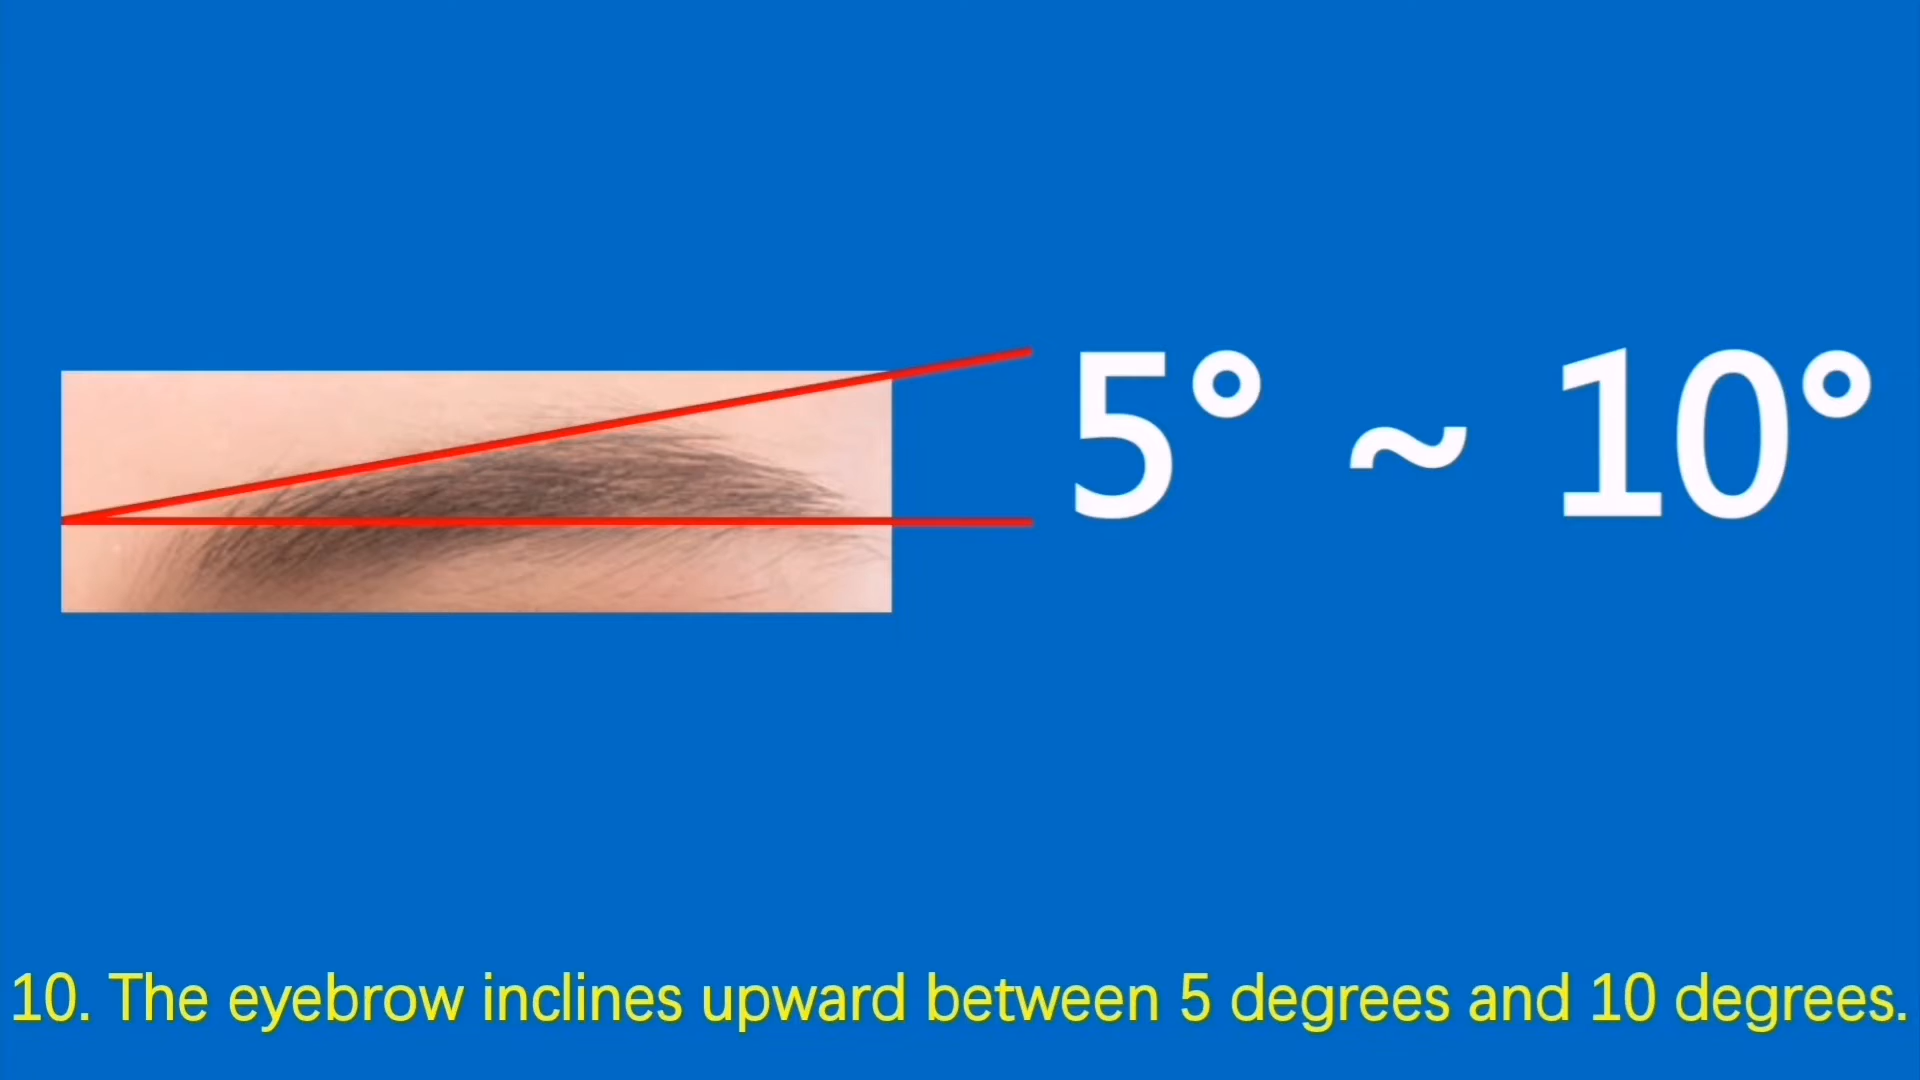 5° ~ 10°
10. The eyebrow inclines upward between 5 degrees and 10 degrees.